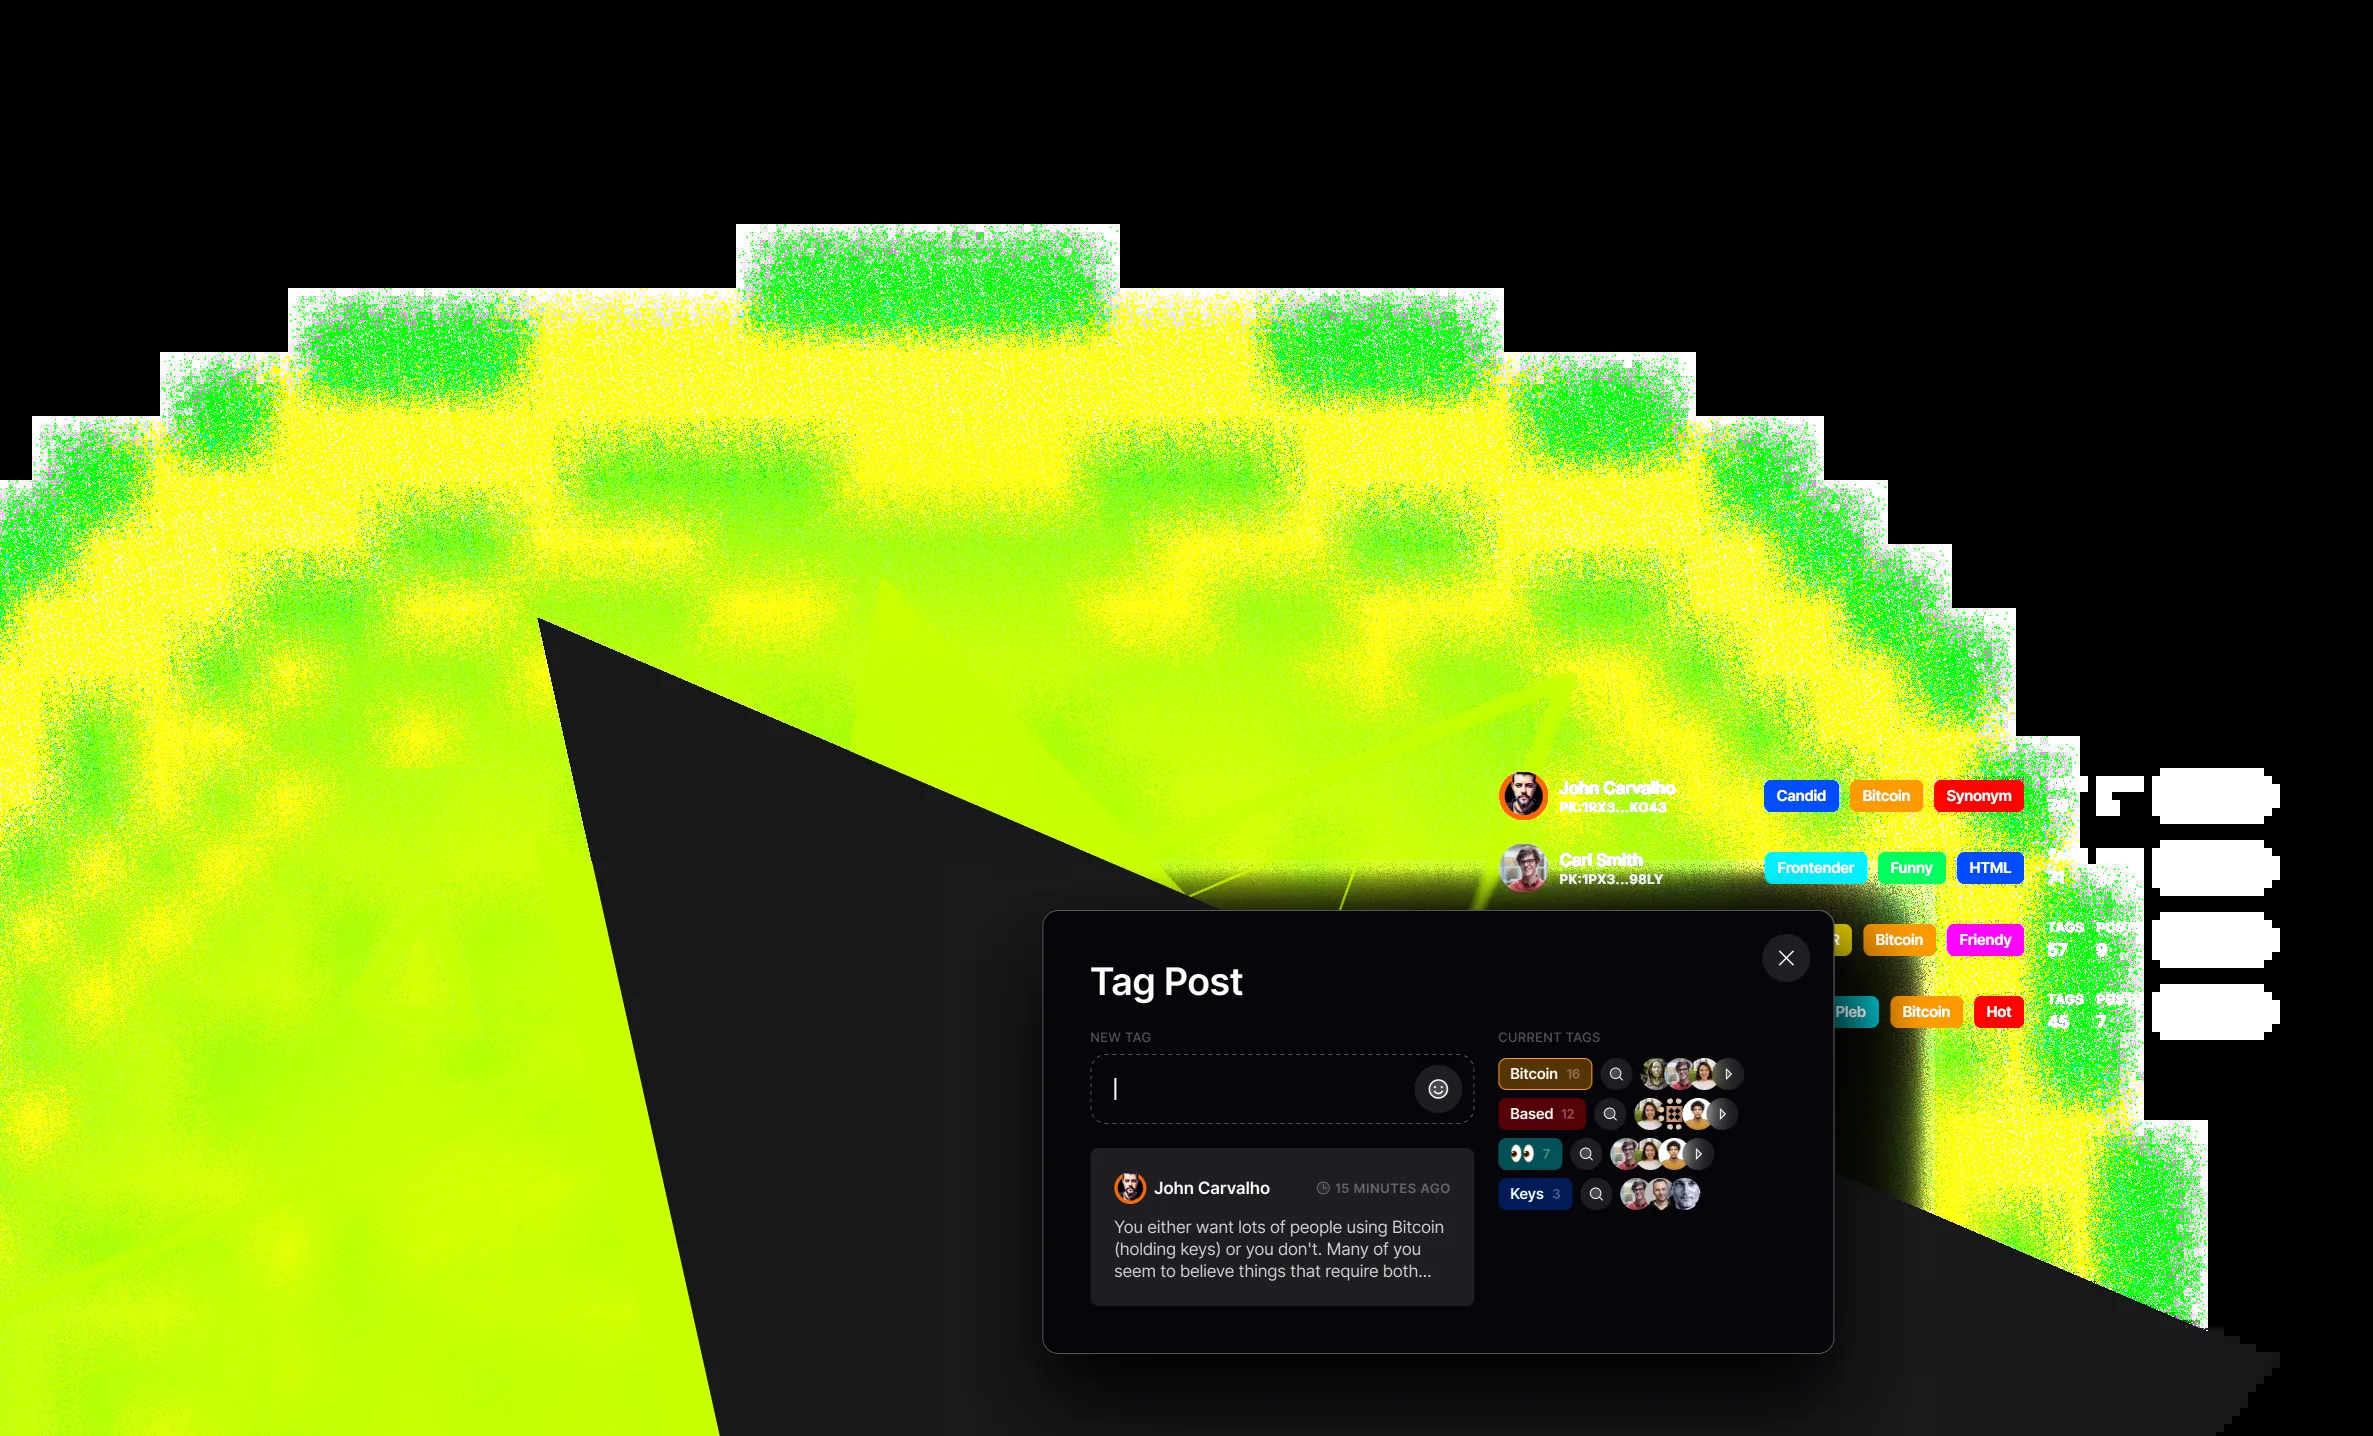 John Carvalho
PK:1RX3...KO43
Candid
Bitcoin
Synonym
Carl Smith
PK:1PX3...98LY
Frontender
Funny
HTML
Bitcoin
Friendy
TAGS
57
9
Pleb
Bitcoin
Hot
TAGS
45
7
Tag Post
NEW TAG
John Carvalho
15 MINUTES AGO
You either want lots of people using Bitcoin
(holding keys) or you don't. Many of you
seem to believe things that require both...
CURRENT TAGS
Bitcoin 16
Based 12
👀 7
Keys 3